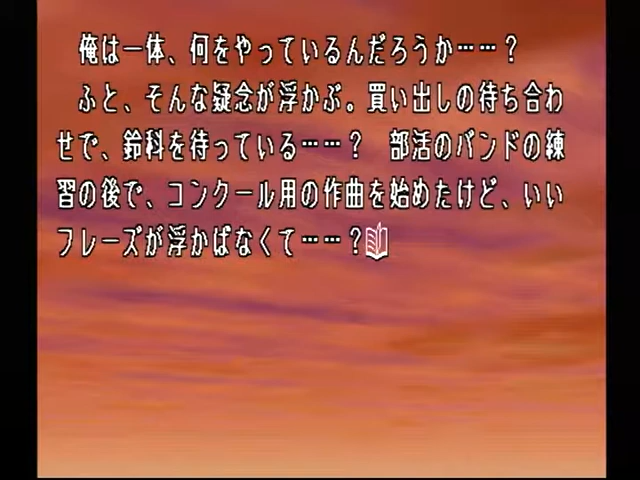 俺は一体、何をやっているんだろうか……？
ふと、そんな疑念が浮かぶ。買い出しの待ち合わ
せで、鈴科を待っている……？　部活のバンドの練
習の後で、コンクール用の作曲を始めたけど、いい
フレーズが浮かばなくて……？